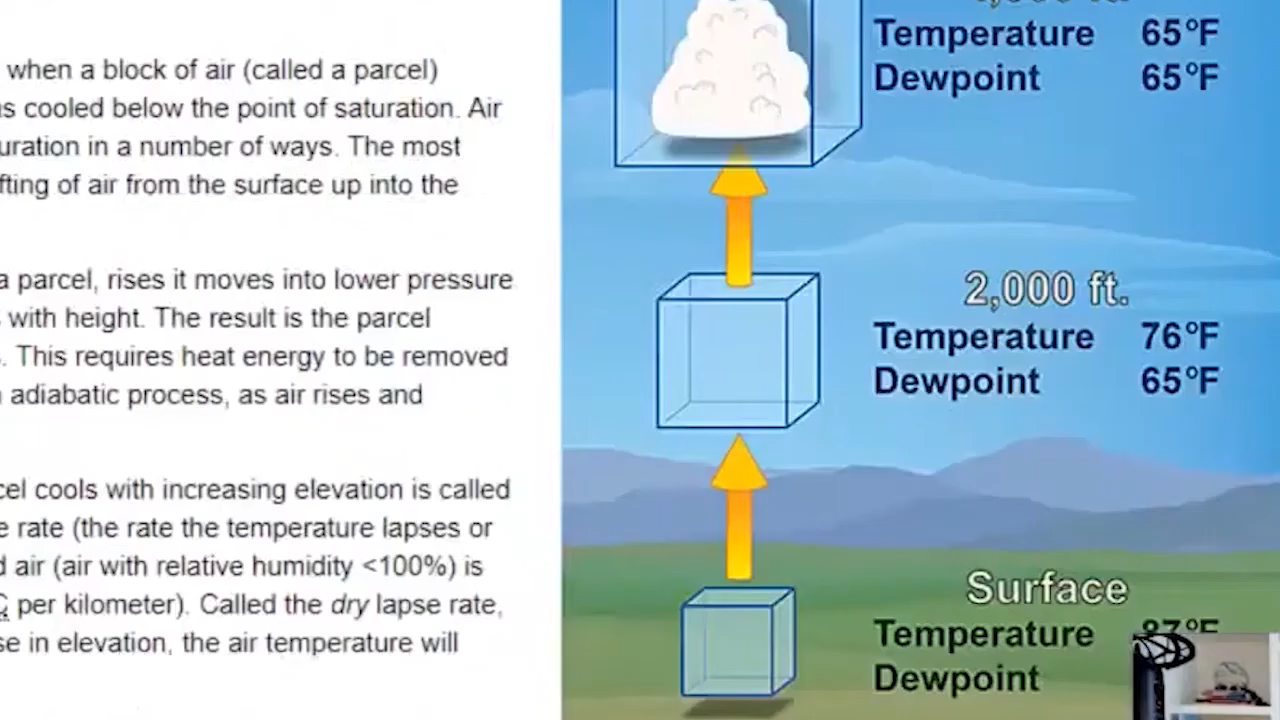 when a block of air (called a parcel)
cooled below the point of saturation. Air
in a number of ways. The most
of air from the surface up into the
a parcel, rises it moves into lower pressure
with height. The result is the parcel
This requires heat energy to be removed
adiabatic process, as air rises and
cools with increasing elevation is called
rate (the rate the temperature lapses or
air (air with relative humidity <100%) is
per kilometer). Called the dry lapse rate,
in elevation, the air temperature will
Temperature 65°F
Dewpoint 65°F
2,000 ft.
Temperature 76°F
Dewpoint 65°F
Surface
Temperature 87°F
Dewpoint